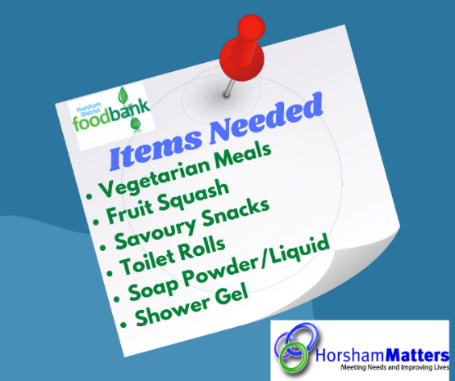 Horsham
District
foodbank
Items Needed
• Vegetarian Meals
• Fruit Squash
• Savoury Snacks
• Toilet Rolls
• Soap Powder/Liquid
• Shower Gel
HorshamMatters
Meeting Needs and Improving Lives